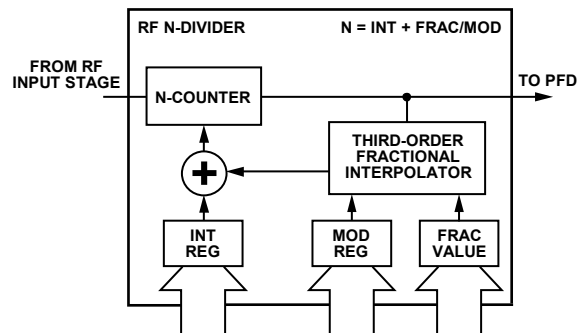 RF N-DIVIDER
N = INT + FRAC/MOD
FROM RF
INPUT STAGE
N-COUNTER
TO PFD
THIRD-ORDER
FRACTIONAL
INTERPOLATOR
+
INT
REG
MOD
REG
FRAC
VALUE